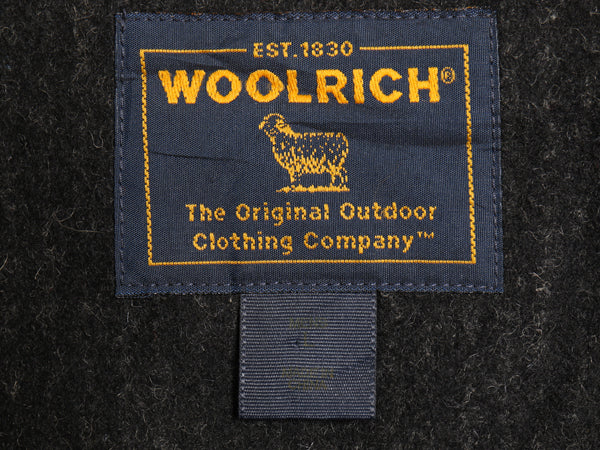 EST. 1830
WOOLRICH®
The Original Outdoor
Clothing Company™